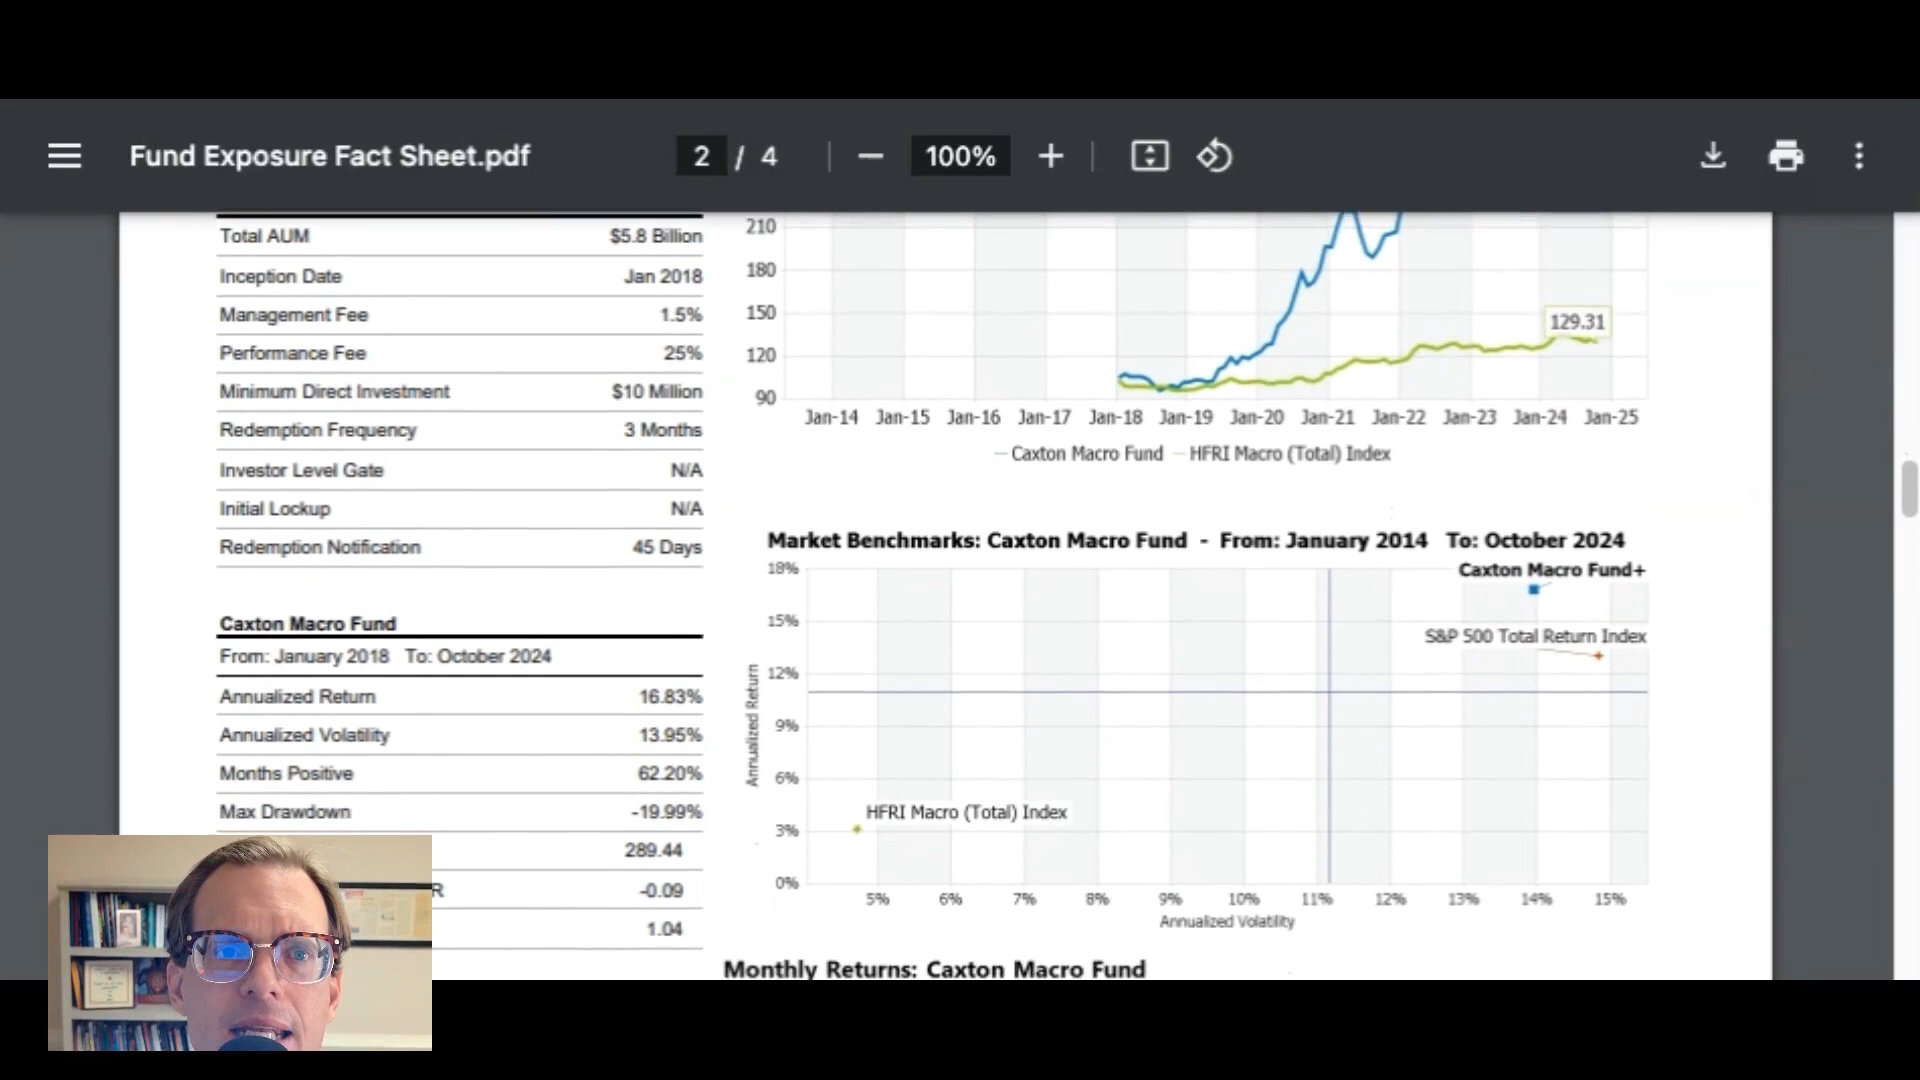 Fund Exposure Fact Sheet.pdf
2 / 4
100%
Total AUM $5.8 Billion
Inception Date Jan 2018
Management Fee 1.5%
Performance Fee 25%
Minimum Direct Investment $10 Million
Redemption Frequency 3 Months
Investor Level Gate N/A
Initial Lockup N/A
Redemption Notification 45 Days
Caxton Macro Fund
From: January 2018 To: October 2024
Annualized Return 16.83%
Annualized Volatility 13.95%
Months Positive 62.20%
Max Drawdown -19.99%
289.44
R -0.09
1.04
210
180
150
120
90
129.31
Jan-14 Jan-15 Jan-16 Jan-17 Jan-18 Jan-19 Jan-20 Jan-21 Jan-22 Jan-23 Jan-24 Jan-25
Caxton Macro Fund HFRI Macro (Total) Index
Market Benchmarks: Caxton Macro Fund - From: January 2014 To: October 2024
18%
15%
12%
9%
6%
3%
0%
Annualized Return
Caxton Macro Fund+
S&P 500 Total Return Index
HFRI Macro (Total) Index
5% 6% 7% 8% 9% 10% 11% 12% 13% 14% 15%
Annualized Volatility
Monthly Returns: Caxton Macro Fund